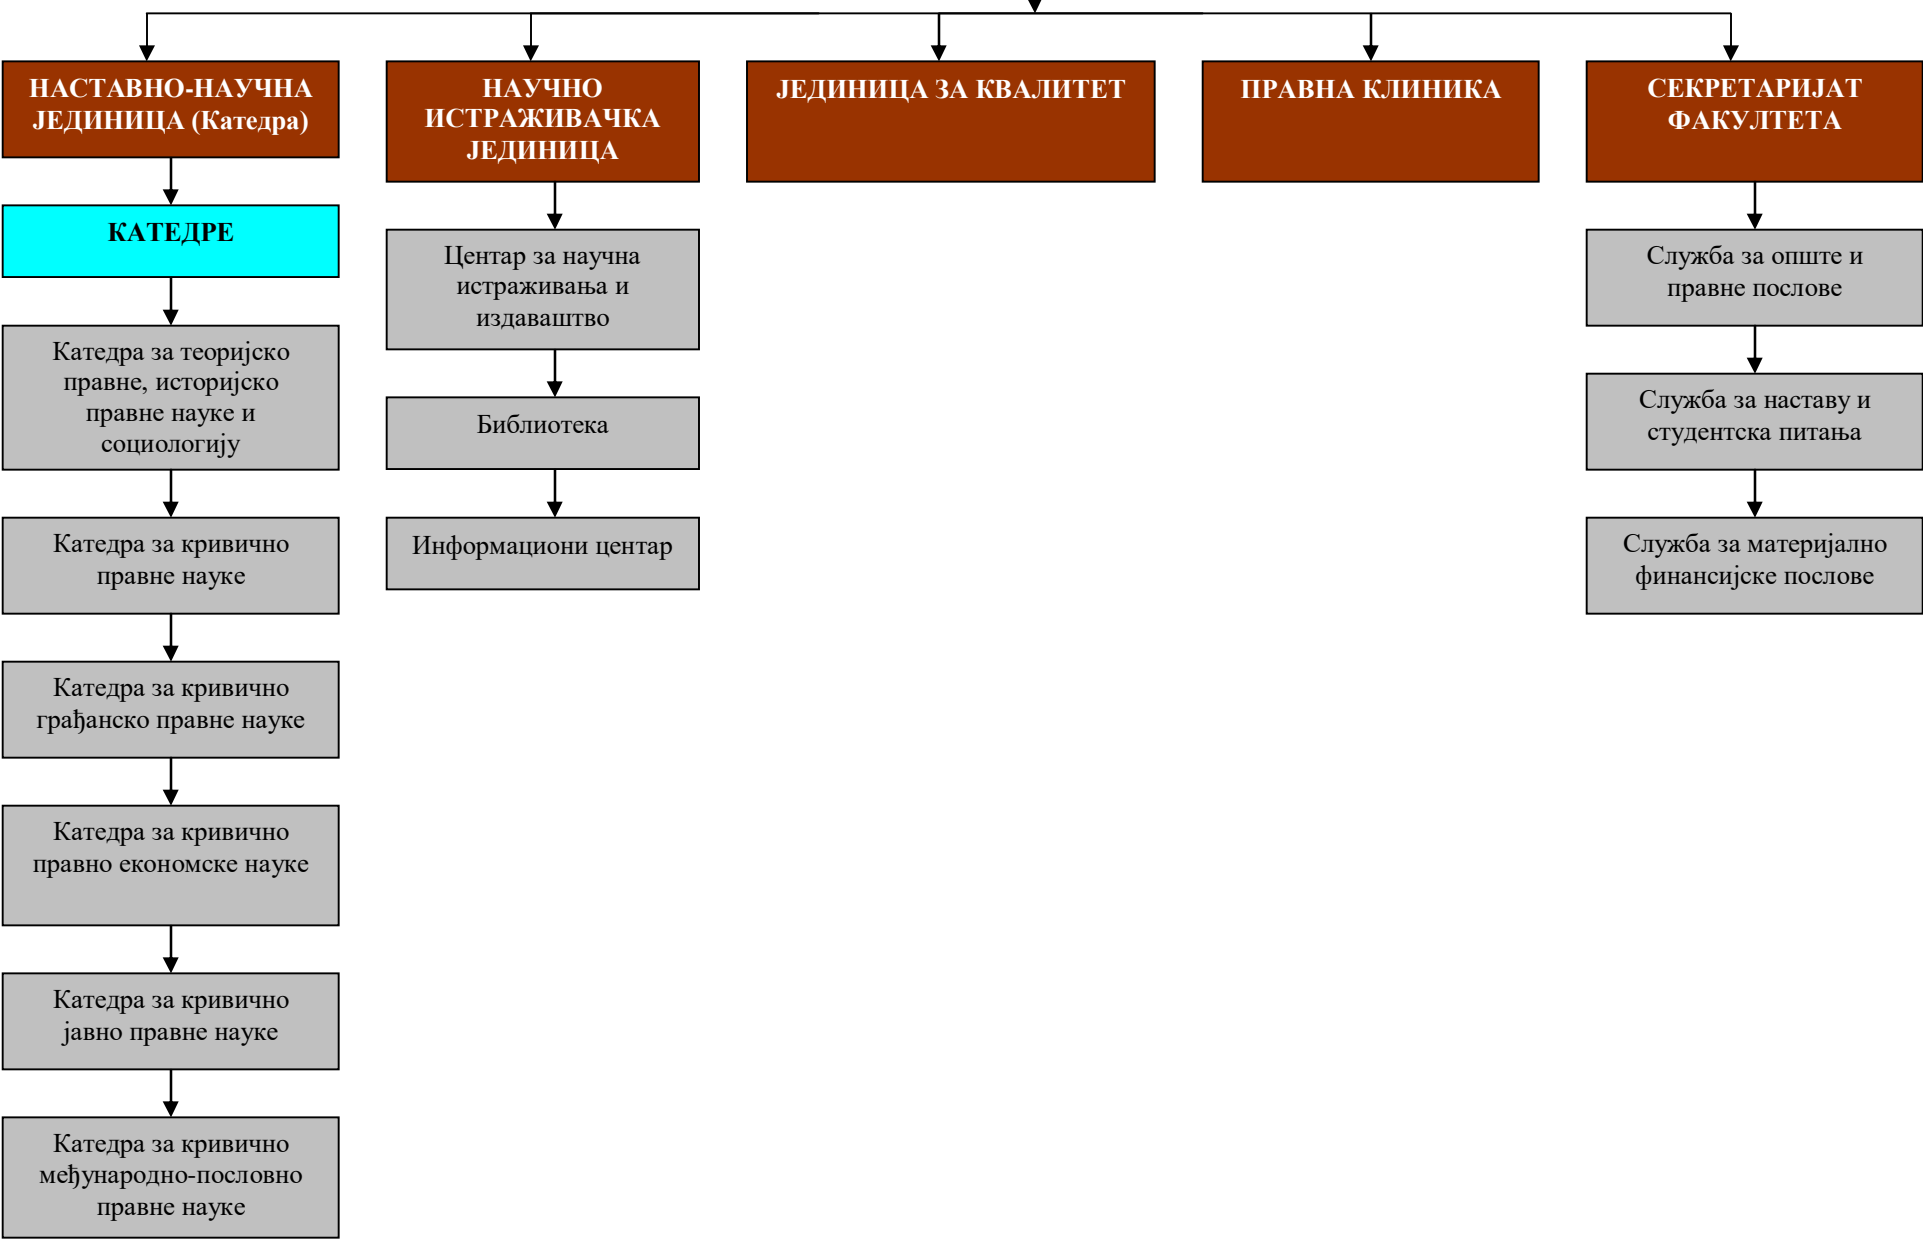 НАСТАВНО-НАУЧНА
ЈЕДИНИЦА (Катедра)
КАТЕДРЕ
Катедра за теоријско
правне, историјско
правне науке и
социологију
Катедра за кривично
правне науке
Катедра за кривично
грађанско правне науке
Катедра за кривично
правно економске науке
Катедра за кривично
јавно правне науке
Катедра за кривично
међународно-пословно
правне науке
НАУЧНО
ИСТРАЖИВАЧКА
ЈЕДИНИЦА
Центар за научна
истраживања и
издаваштво
Библиотека
Информациони центар
ЈЕДИНИЦА ЗА КВАЛИТЕТ
ПРАВНА КЛИНИКА
СЕКРЕТАРИЈАТ
ФАКУЛТЕТА
Служба за опште и
правне послове
Служба за наставу и
студентска питања
Служба за материјално
финансијске послове